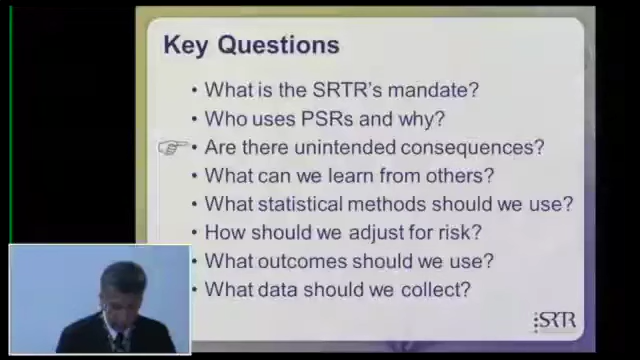 Key Questions
• What is the SRTR's mandate?
• Who uses PSRs and why?
• Are there unintended consequences?
• What can we learn from others?
• What statistical methods should we use?
• How should we adjust for risk?
• What outcomes should we use?
• What data should we collect?
SRTR